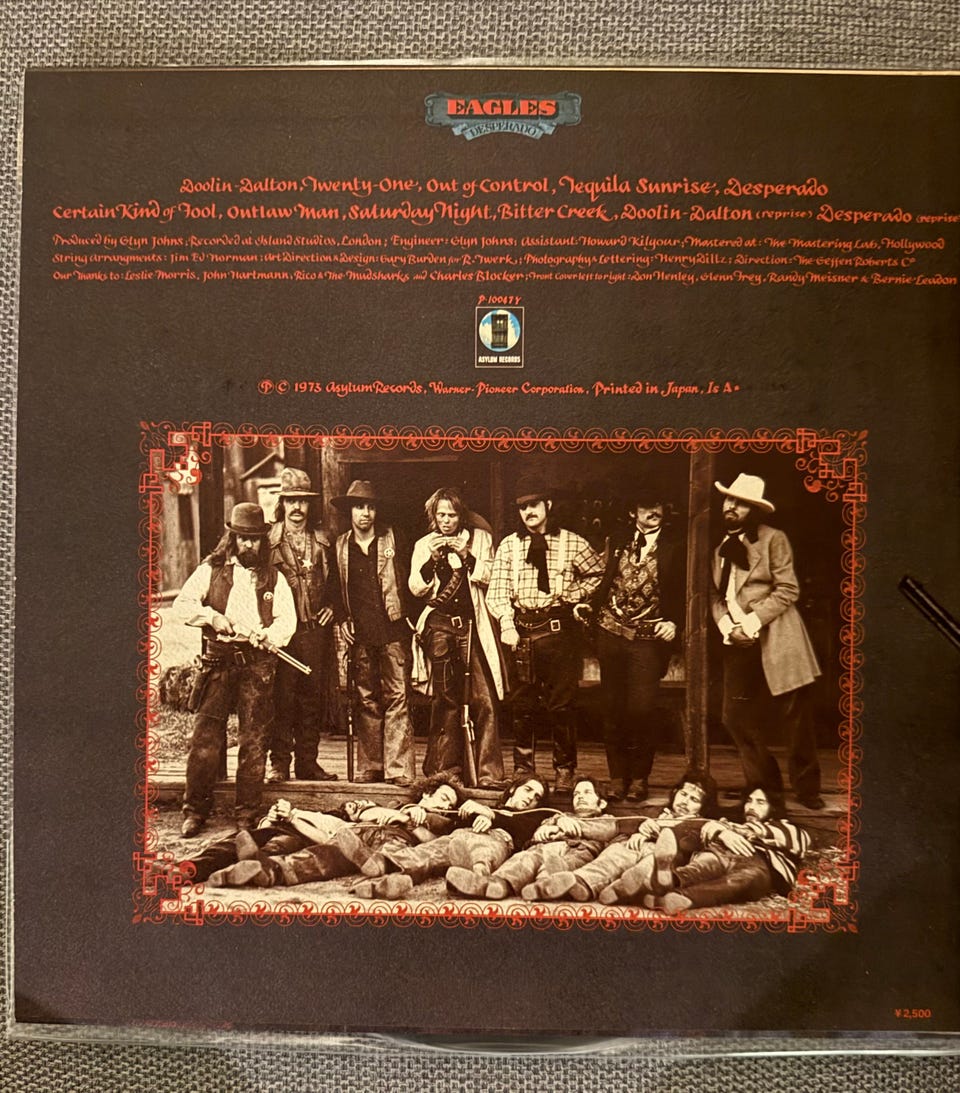 EAGLES
DESPERADO
Doolin-Dalton, Twenty-One, Out of Control, Tequila Sunrise, Desperado
Certain Kind of Fool, Outlaw Man, Saturday Night, Bitter Creek, Doolin-Dalton (reprise) Desperado (reprise
Produced by Glyn Johns; Recorded at Island Studios, London; Engineer: Glyn Johns; Assistant: Howard Kilgour; Mastered at: The Mastering Lab, Hollywood
String Arrangements: Jim Ed Norman; Art Direction & Design: Gary Burden for R. Twerk; Photography & Lettering: Henry Diltz; Direction: The Geffen Roberts Co
Our Thanks to: Leslie Morris, John Hartmann, Rico & The Mudsharks and Charles Blocker; Front Cover left to right: Don Henley, Glenn Frey, Randy Meisner & Bernie Leadon
P-10047Y
ASYLUM RECORDS
Ⓟ © 1973 Asylum Records, Warner-Pioneer Corporation, Printed in Japan, Is A.
¥2,500